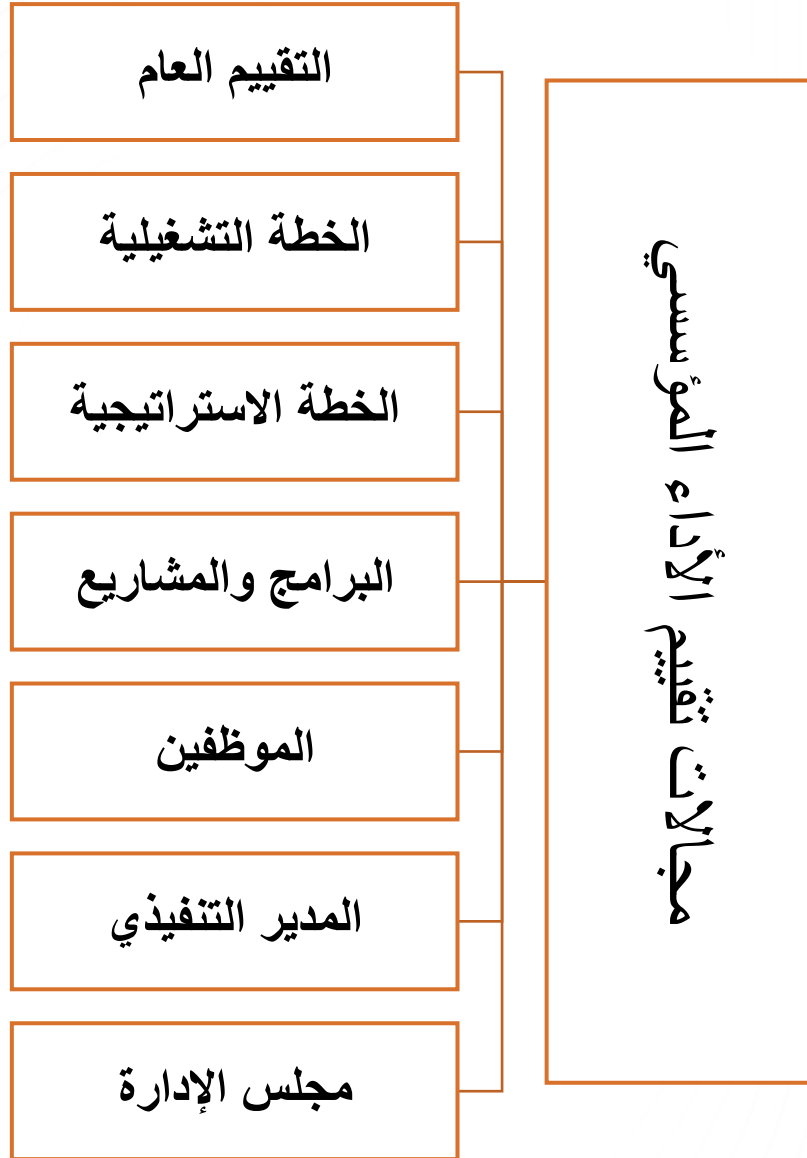 مجالات تقييم الأداء المؤسسي
التقييم العام
الخطة التشغيلية
الخطة الاستراتيجية
البرامج والمشاريع
الموظفين
المدير التنفيذي
مجلس الإدارة